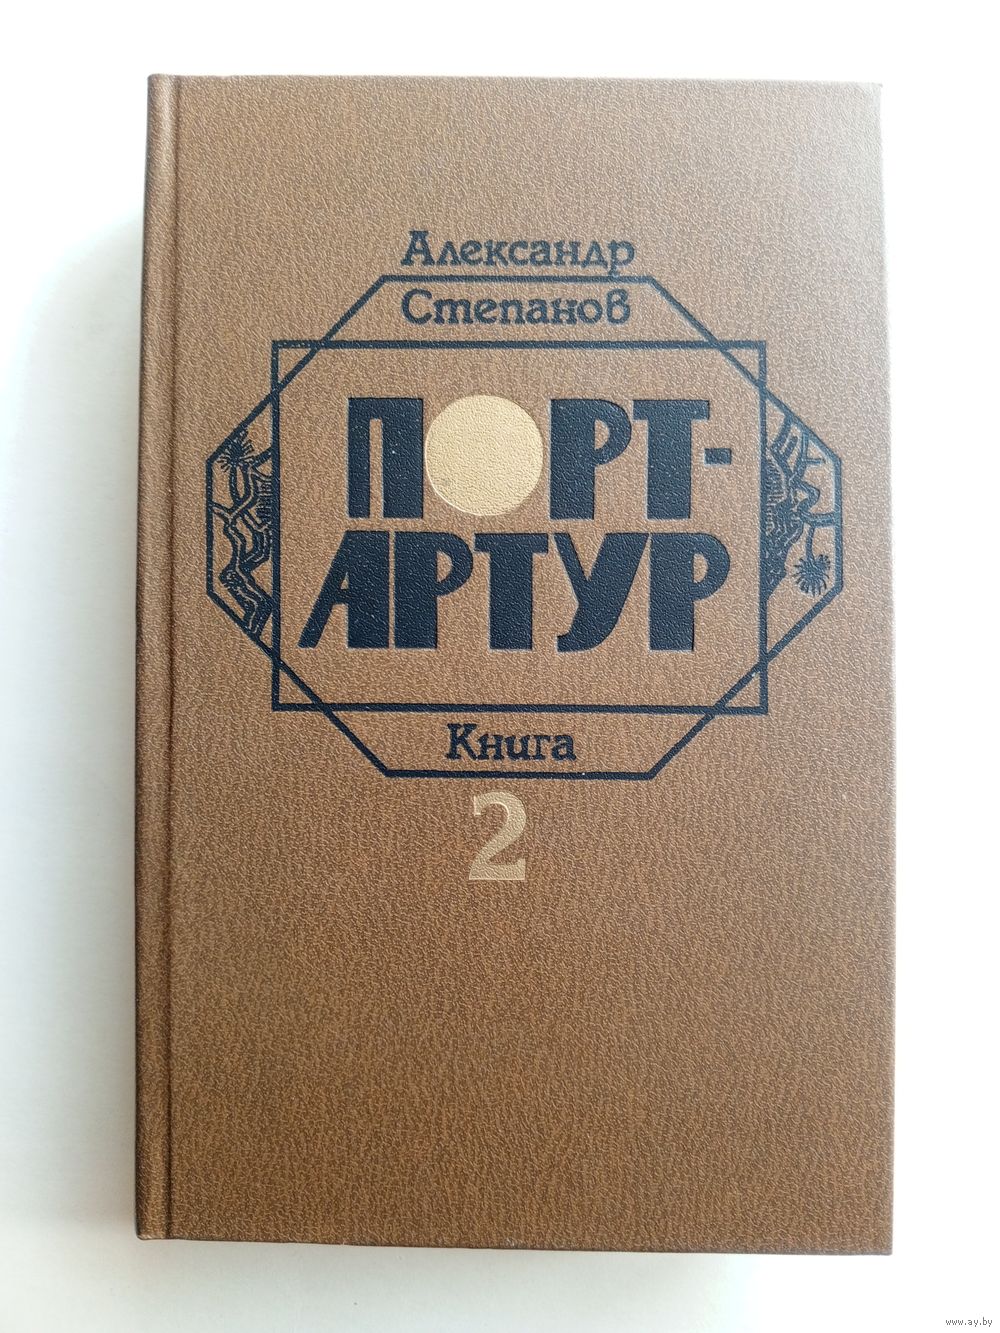 Александр
Степанов
ПОРТ-
АРТУР
Книга
2
www.ay.by